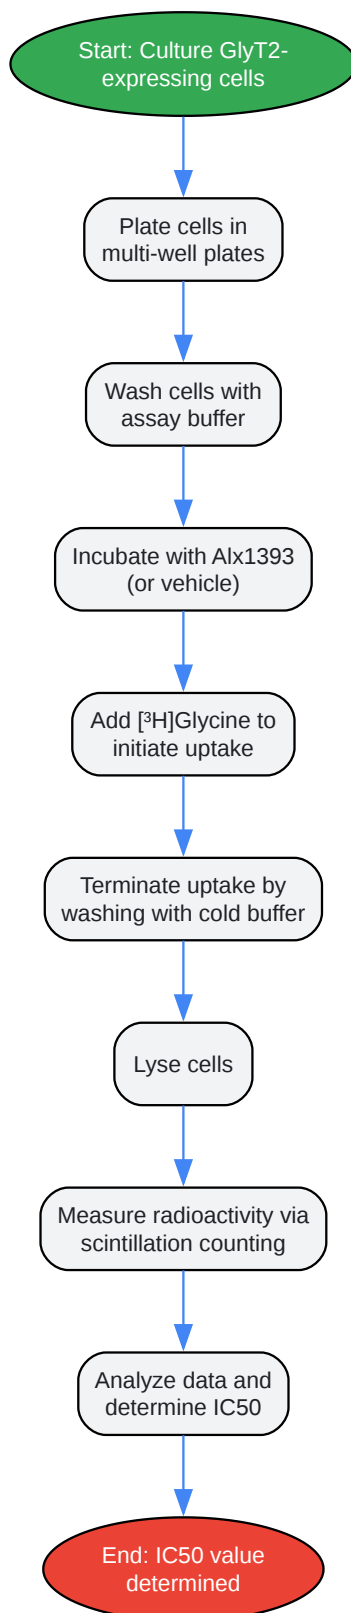 Start: Culture GlyT2-
expressing cells
Plate cells in
multi-well plates
Wash cells with
assay buffer
Incubate with Alx1393
(or vehicle)
Add [³H]Glycine to
initiate uptake
Terminate uptake by
washing with cold buffer
Lyse cells
Measure radioactivity via
scintillation counting
Analyze data and
determine IC50
End: IC50 value
determined